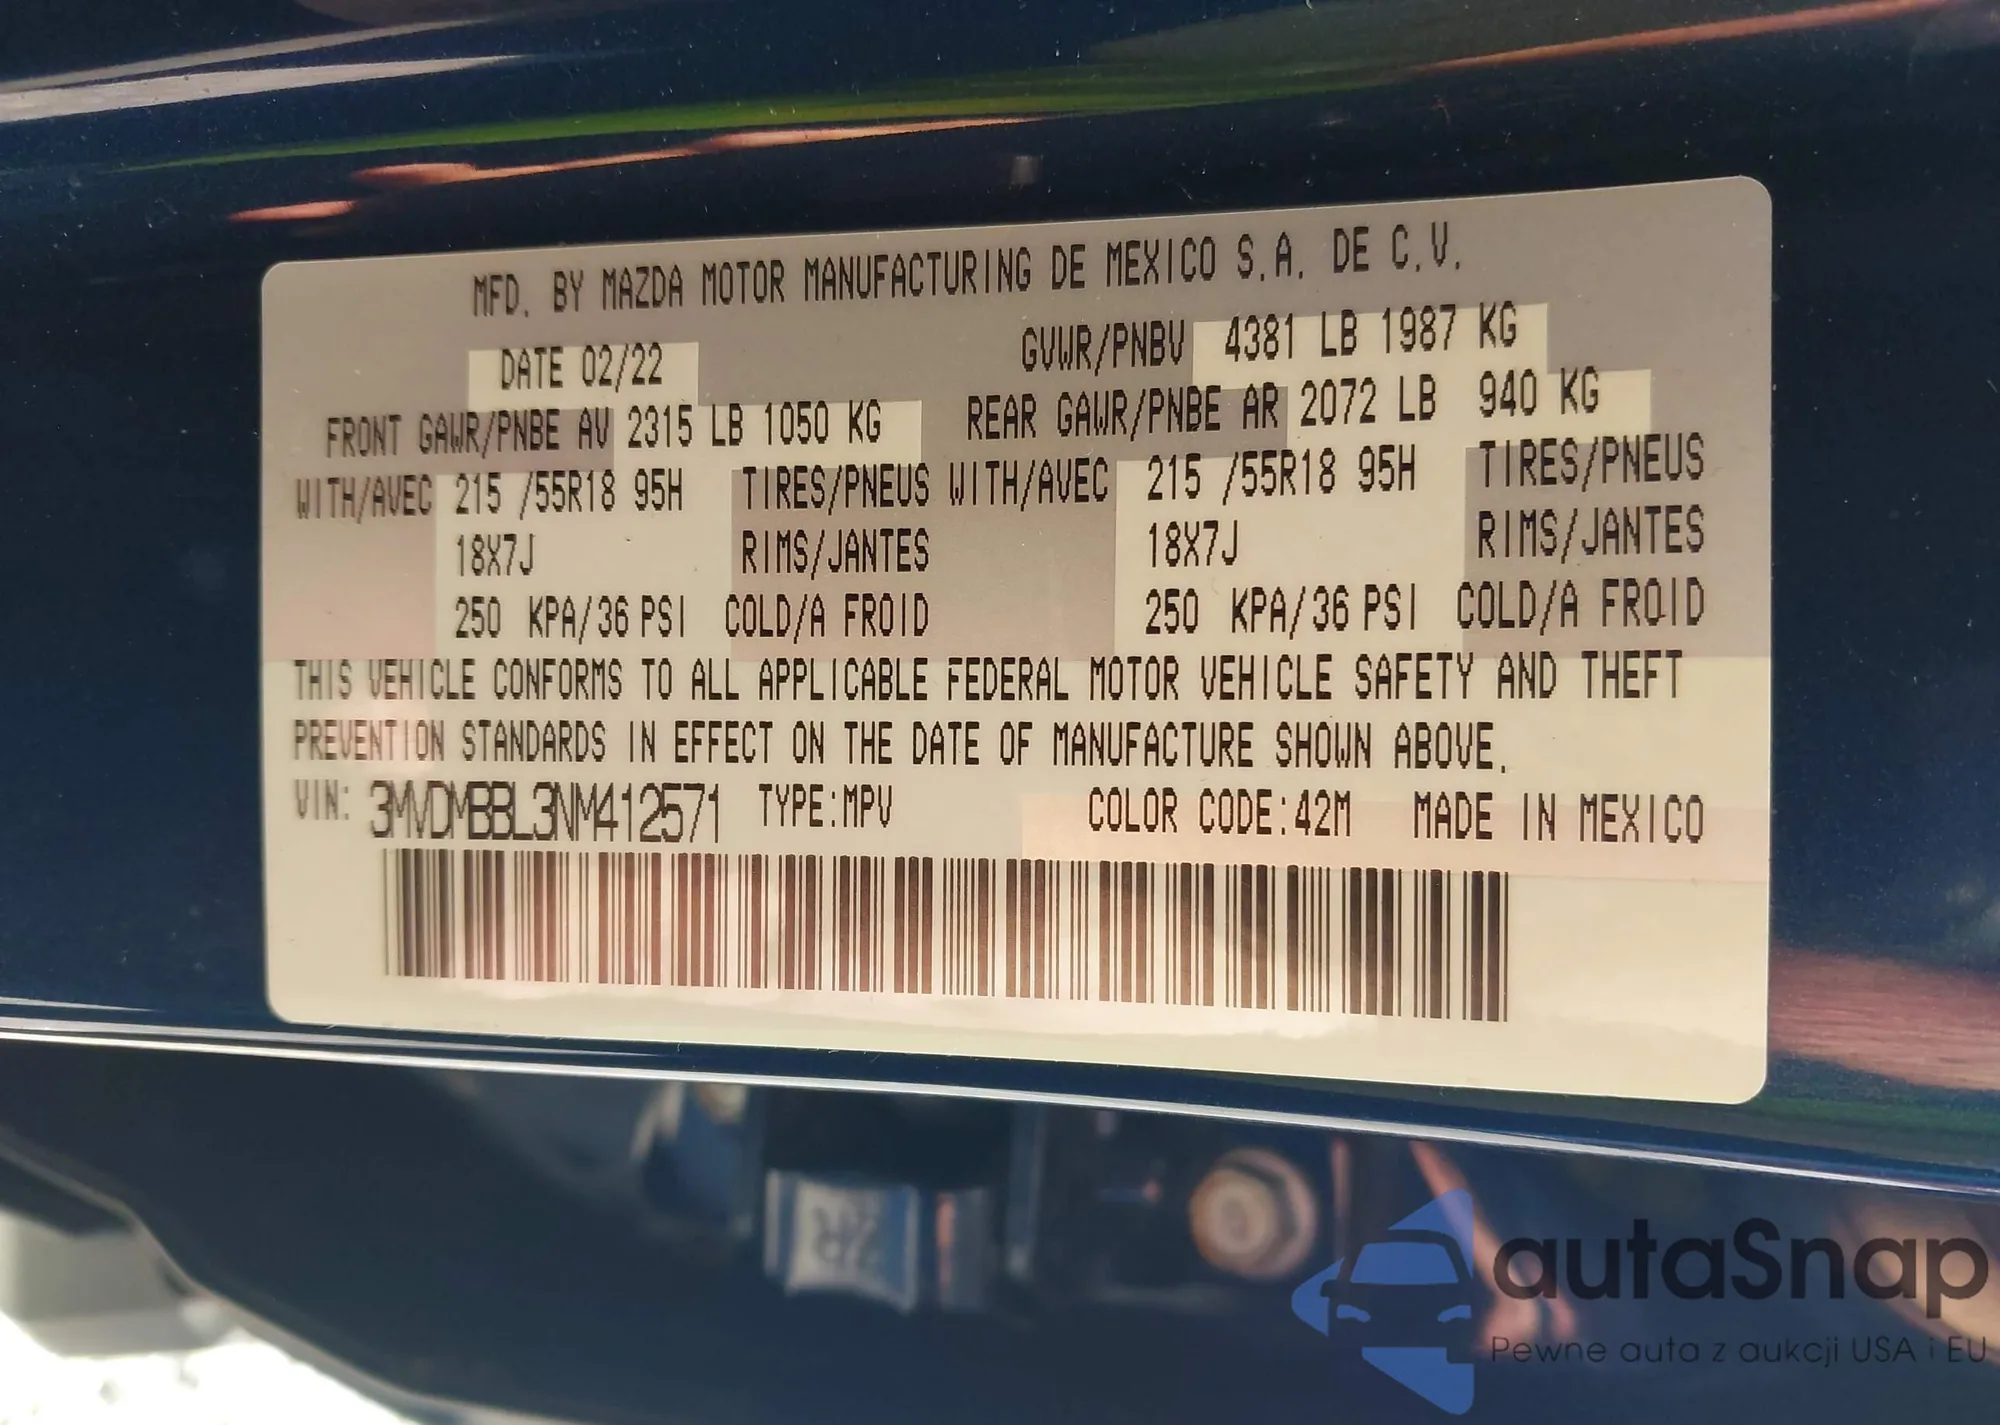 MFD. BY MAZDA MOTOR MANUFACTURING DE MEXICO S.A. DE C.V.
DATE 02/22 GVWR/PNBV 4381 LB 1987 KG
FRONT GAWR/PNBE AV 2315 LB 1050 KG REAR GAWR/PNBE AR 2072 LB 940 KG
WITH/AVEC 215 /55R18 95H TIRES/PNEUS WITH/AVEC 215 /55R18 95H TIRES/PNEUS
18X7J RIMS/JANTES 18X7J RIMS/JANTES
250 KPA/36 PSI COLD/A FROID 250 KPA/36 PSI COLD/A FROID
THIS VEHICLE CONFORMS TO ALL APPLICABLE FEDERAL MOTOR VEHICLE SAFETY AND THEFT
PREVENTION STANDARDS IN EFFECT ON THE DATE OF MANUFACTURE SHOWN ABOVE.
VIN: 3MVDMBBL3NM412571 TYPE:MPV COLOR CODE:42M MADE IN MEXICO
autaSnap
Pewne auta z aukcji USA i EU